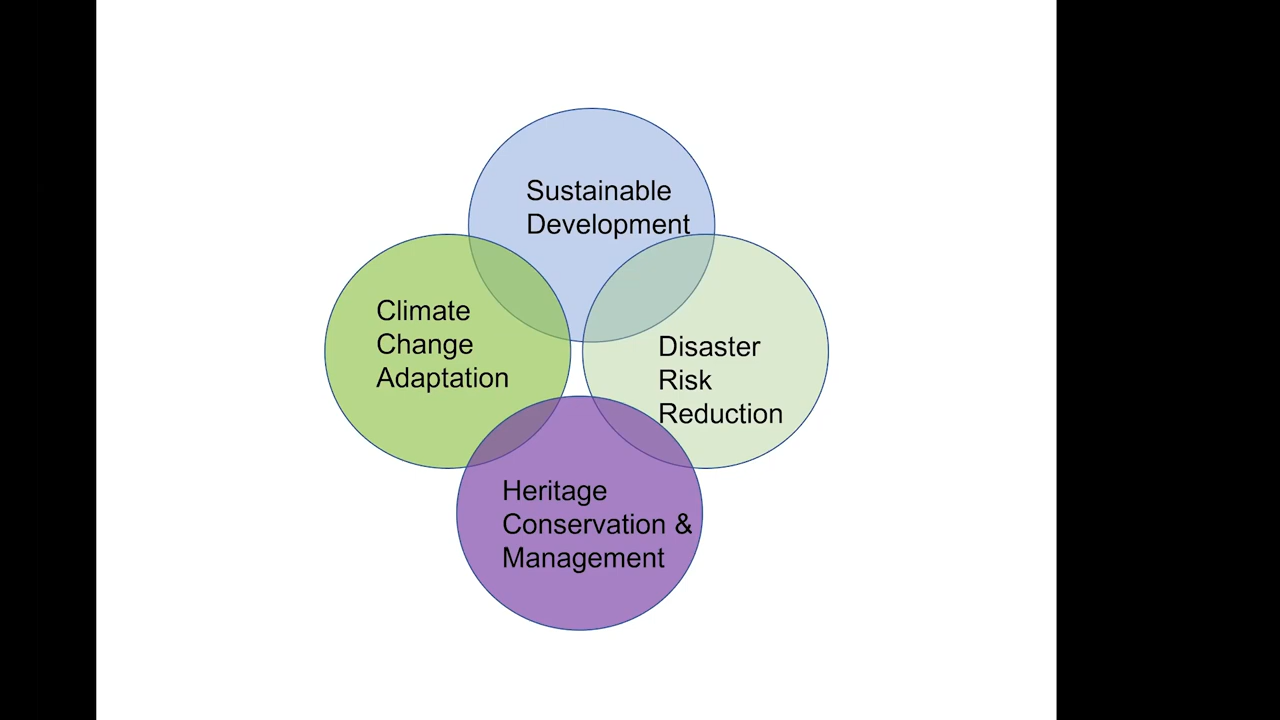 Sustainable
Development
Climate
Change
Adaptation
Disaster
Risk
Reduction
Heritage
Conservation &
Management